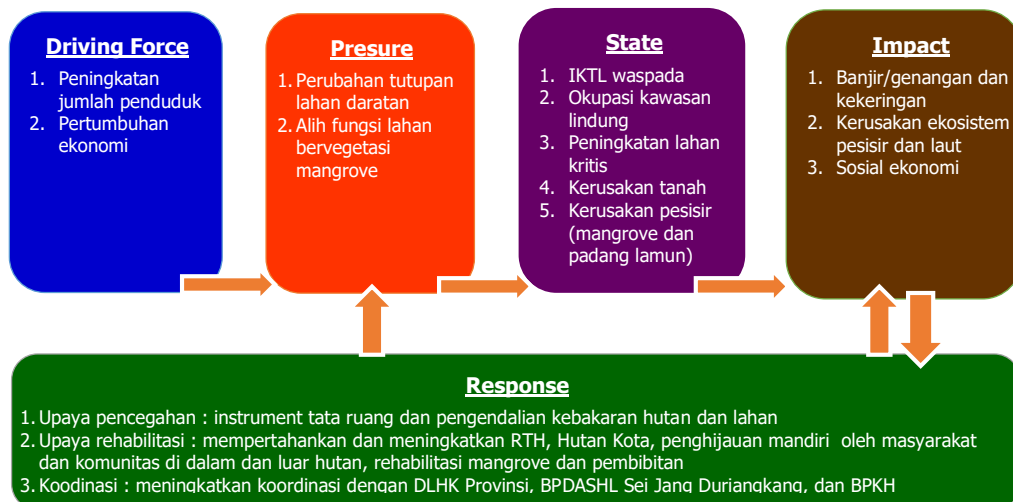 Driving Force
1. Peningkatan
jumlah penduduk
2. Pertumbuhan
ekonomi
Presure
1. Perubahan tutupan
lahan daratan
2. Alih fungsi lahan
bervegetasi
mangrove
State
1. IKTL waspada
2. Okupasi kawasan
lindung
3. Peningkatan lahan
kritis
4. Kerusakan tanah
5. Kerusakan pesisir
(mangrove dan
padang lamun)
Impact
1. Banjir/genangan dan
kekeringan
2. Kerusakan ekosistem
pesisir dan laut
3. Sosial ekonomi
Response
1. Upaya pencegahan : instrument tata ruang dan pengendalian kebakaran hutan dan lahan
2. Upaya rehabilitasi : mempertahankan dan meningkatkan RTH, Hutan Kota, penghijauan mandiri oleh masyarakat
dan komunitas di dalam dan luar hutan, rehabilitasi mangrove dan pembibitan
3. Koodinasi : meningkatkan koordinasi dengan DLHK Provinsi, BPDASHL Sei Jang Duriangkang, dan BPKH